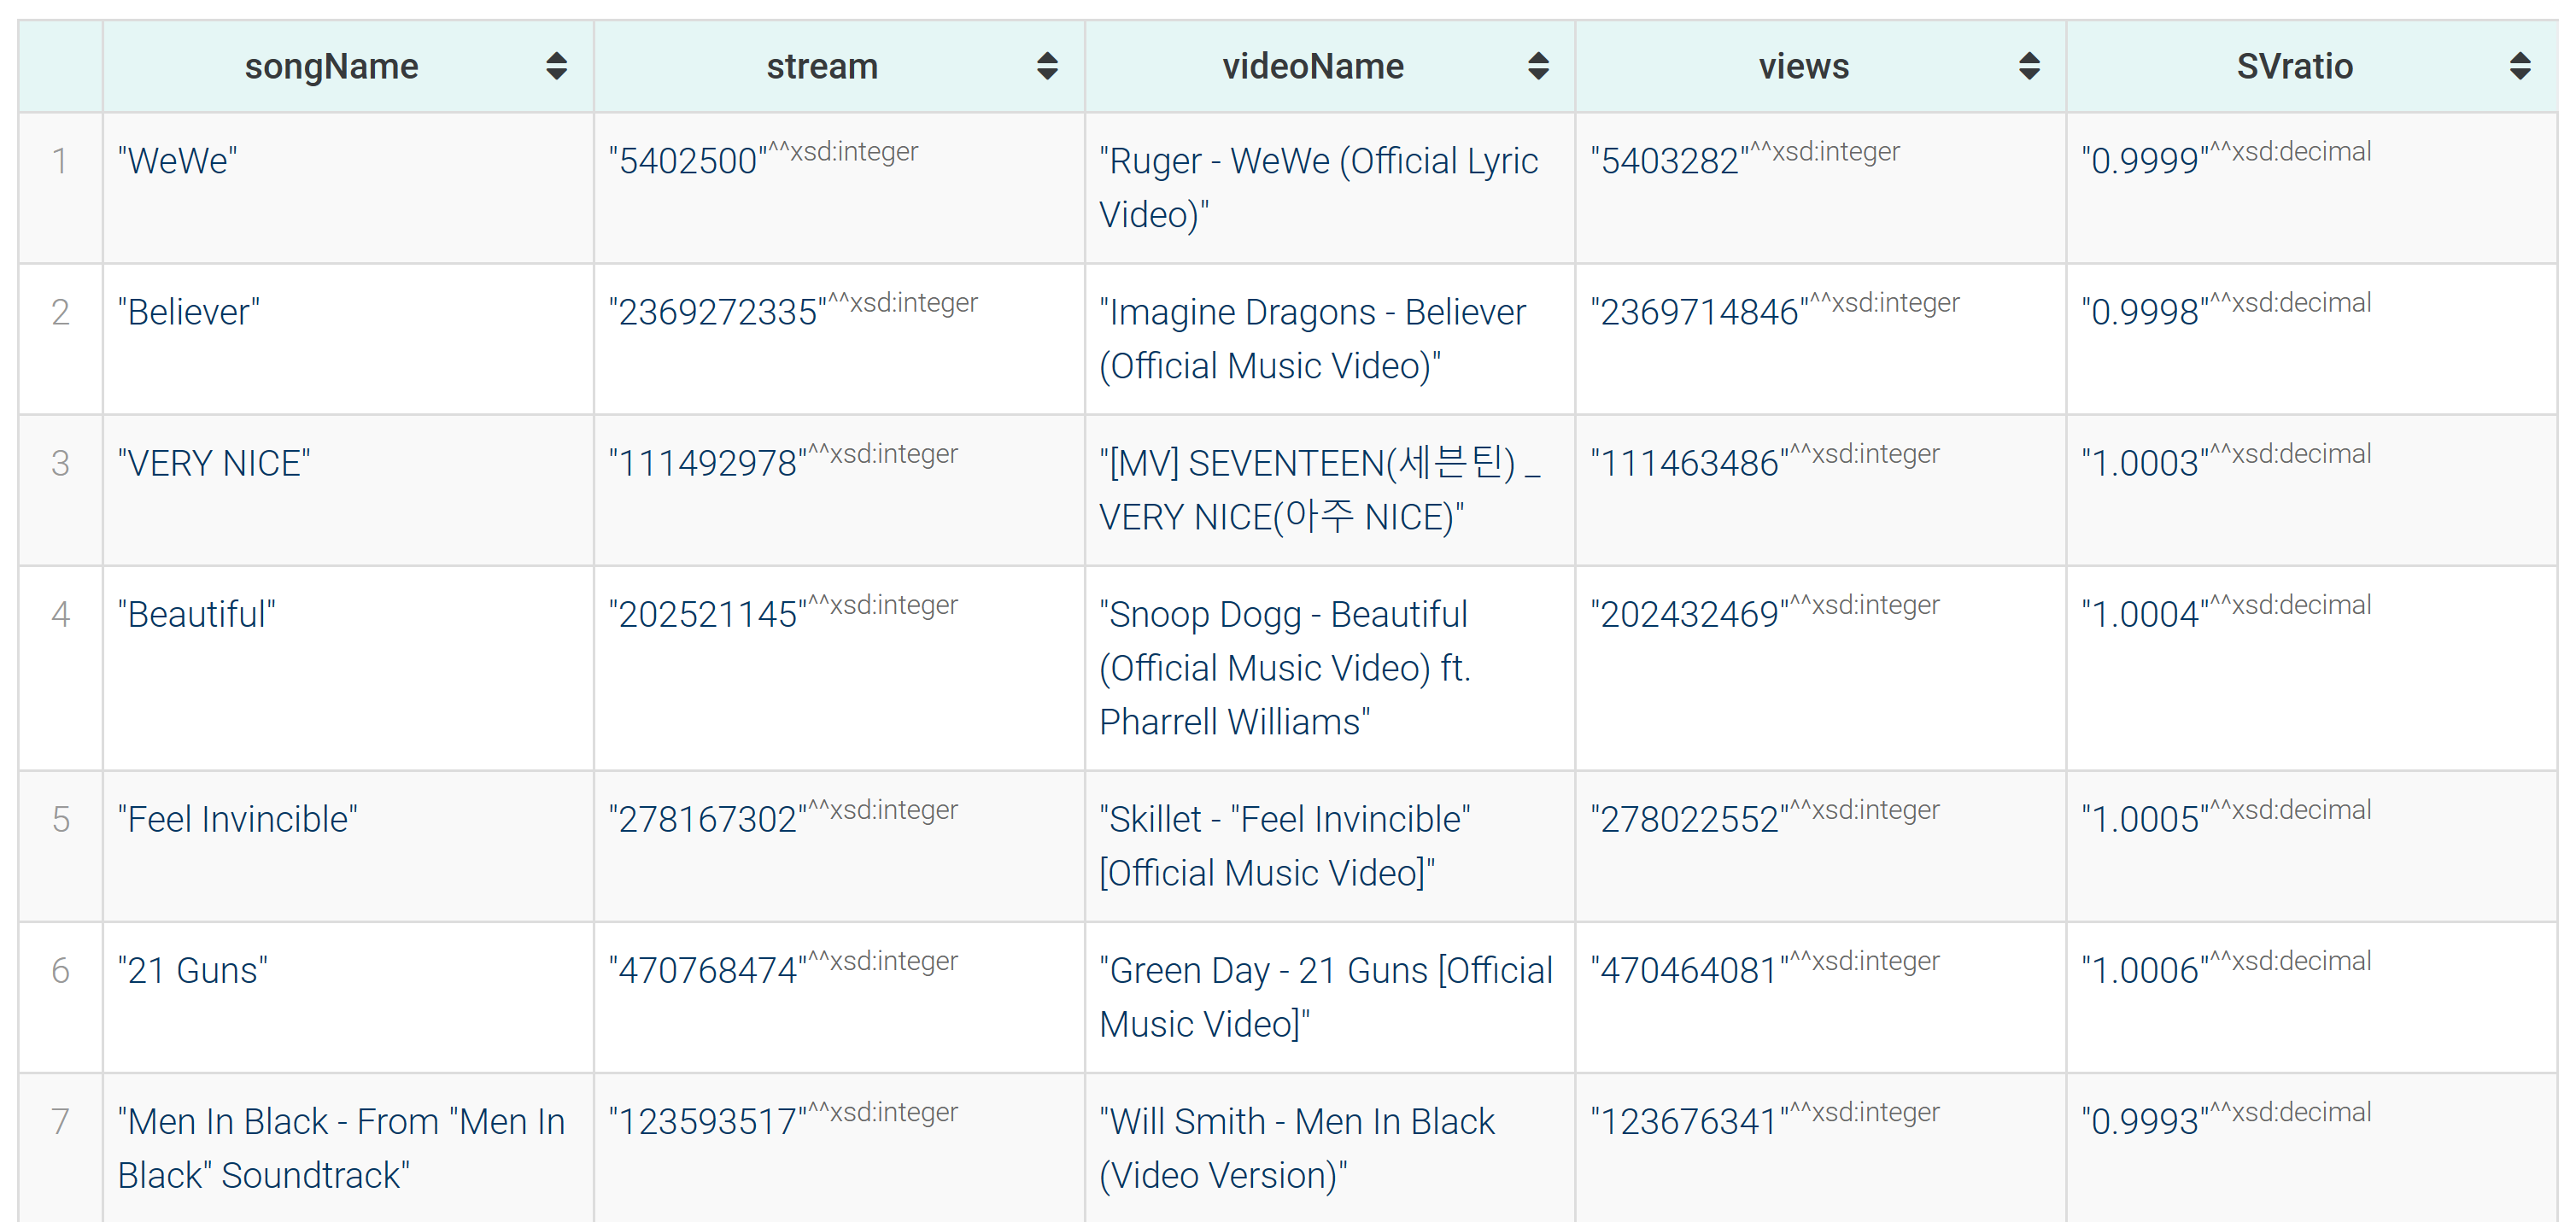 songName stream videoName views SVratio
1 "WeWe" "5402500"^^xsd:integer "Ruger - WeWe (Official Lyric "5403282"^^xsd:integer "0.9999"^^xsd:decimal
Video)"
2 "Believer" "2369272335"^^xsd:integer "Imagine Dragons - Believer "2369714846"^^xsd:integer "0.9998"^^xsd:decimal
(Official Music Video)"
3 "VERY NICE" "111492978"^^xsd:integer "[MV] SEVENTEEN(세븐틴) _ "111463486"^^xsd:integer "1.0003"^^xsd:decimal
VERY NICE(아주 NICE)"
4 "Beautiful" "202521145"^^xsd:integer "Snoop Dogg - Beautiful "202432469"^^xsd:integer "1.0004"^^xsd:decimal
(Official Music Video) ft.
Pharrell Williams"
5 "Feel Invincible" "278167302"^^xsd:integer "Skillet - "Feel Invincible" "278022552"^^xsd:integer "1.0005"^^xsd:decimal
[Official Music Video]"
6 "21 Guns" "470768474"^^xsd:integer "Green Day - 21 Guns [Official "470464081"^^xsd:integer "1.0006"^^xsd:decimal
Music Video]"
7 "Men In Black - From "Men In "123593517"^^xsd:integer "Will Smith - Men In Black "123676341"^^xsd:integer "0.9993"^^xsd:decimal
Black" Soundtrack" (Video Version)"